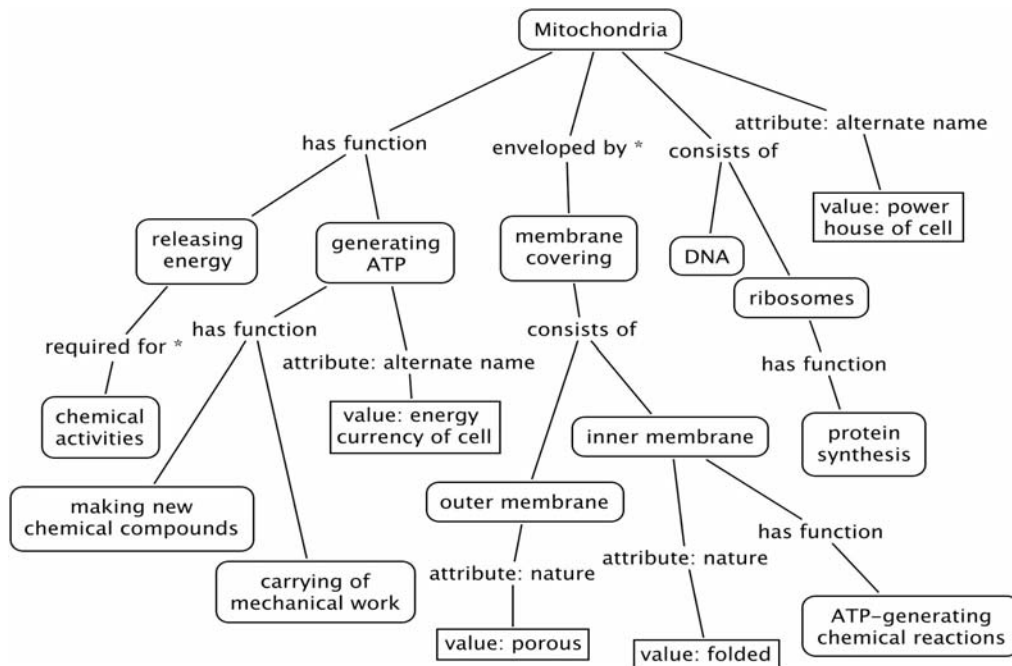 Mitochondria
has function
enveloped by *
consists of
attribute: alternate name
releasing
energy
generating
ATP
membrane
covering
DNA
value: power
house of cell
ribosomes
required for *
has function
attribute: alternate name
consists of
has function
chemical
activities
value: energy
currency of cell
inner membrane
protein
synthesis
making new
chemical compounds
outer membrane
has function
attribute: nature
attribute: nature
carrying of
mechanical work
value: porous
value: folded
ATP-generating
chemical reactions